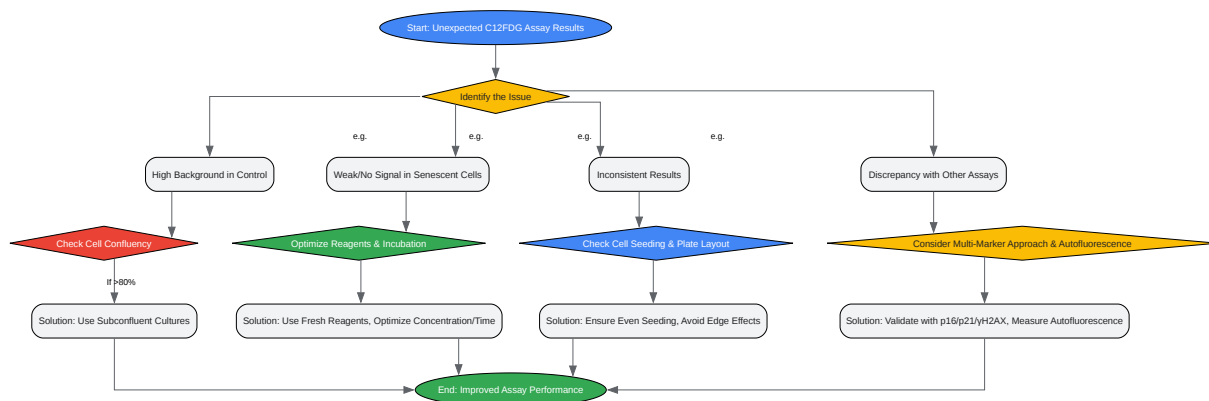 Start: Unexpected C12FDG Assay Results
Identify the Issue
e.g.
e.g.
e.g.
e.g.
High Background in Control
Weak/No Signal in Senescent Cells
Inconsistent Results
Discrepancy with Other Assays
Check Cell Confluency
Optimize Reagents & Incubation
Check Cell Seeding & Plate Layout
Consider Multi-Marker Approach & Autofluorescence
If >80%
Solution: Use Subconfluent Cultures
Solution: Use Fresh Reagents, Optimize Concentration/Time
Solution: Ensure Even Seeding, Avoid Edge Effects
Solution: Validate with p16/p21/γH2AX, Measure Autofluorescence
End: Improved Assay Performance